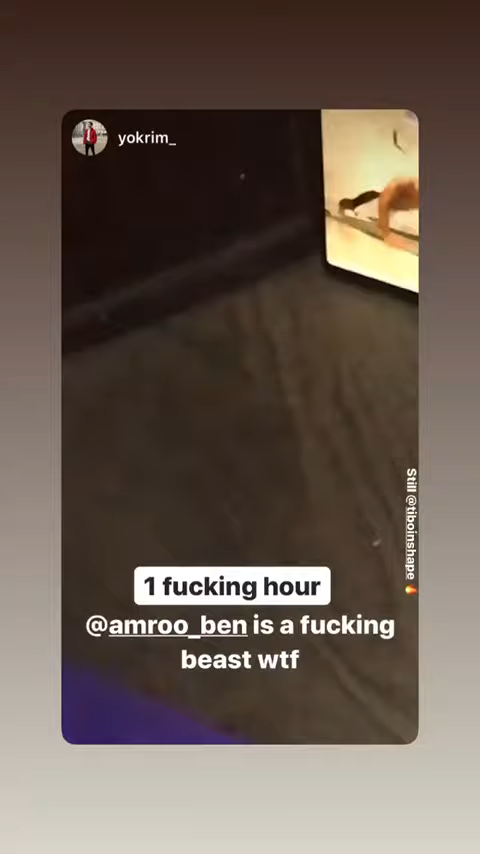 yokrim_
Still @tiboinshape 🔥
1 fucking hour
@amroo_ben is a fucking
beast wtf